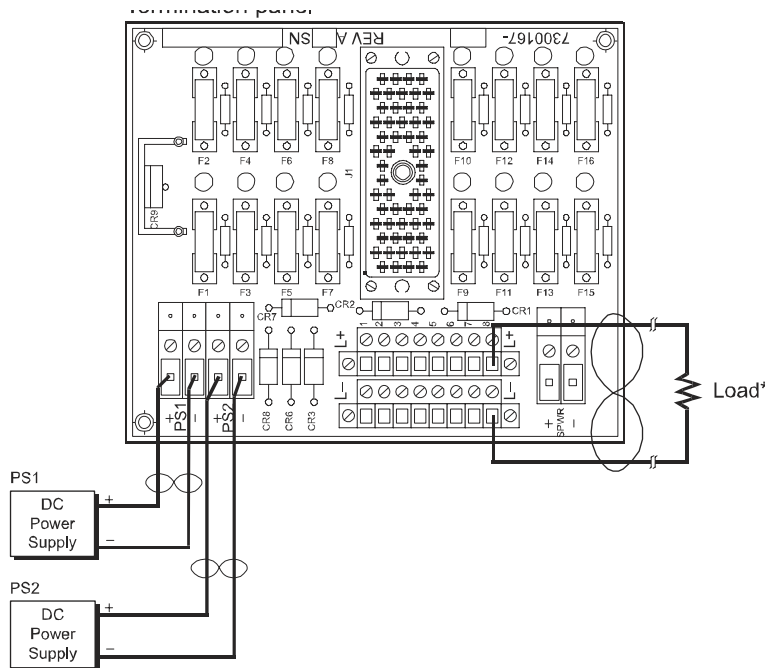 Termination panel
SN REV A 7300167-
F2 F4 F6 F8 F10 F12 F14 F16
J1
CR9
F1 F3 F5 F7 F9 F11 F13 F15
CR7 CR2 CR1
1 2 3 4 5 6 7 8
L+ L+
L- L-
CR8 CR6 CR3
+ - + - + -
PS1 PS2 SPWR
Load*
PS1
+
DC
Power
Supply
–
PS2
+
DC
Power
Supply
–